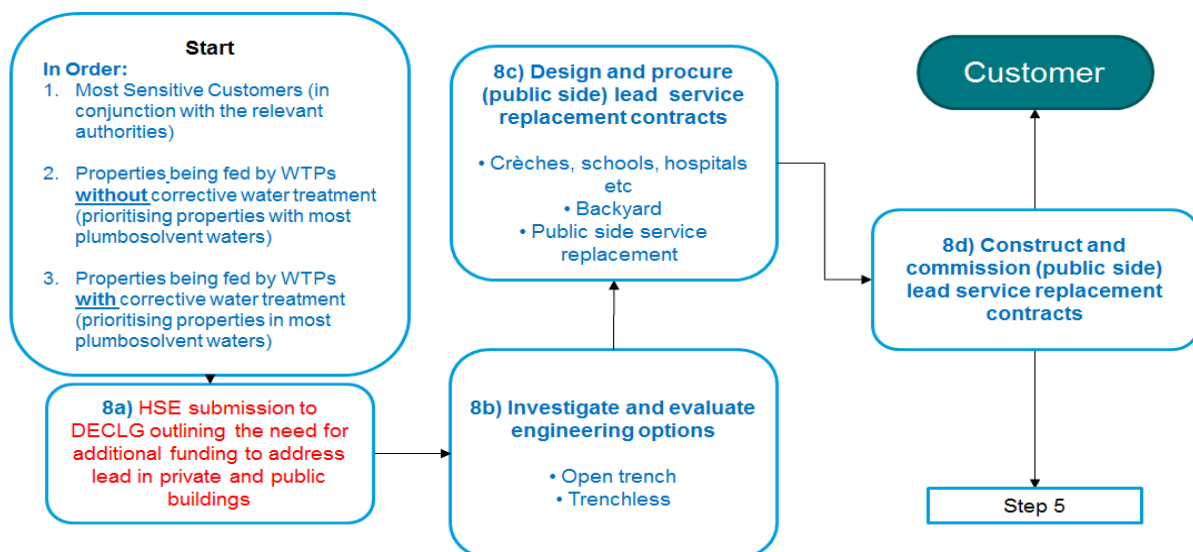 Start
In Order:
1. Most Sensitive Customers (in
conjunction with the relevant
authorities)
2. Properties being fed by WTPs
without corrective water treatment
(prioritising properties with most
plumbosolvent waters)
3. Properties being fed by WTPs
with corrective water treatment
(prioritising properties in most
plumbosolvent waters)
8a) HSE submission to
DECLG outlining the need for
additional funding to address
lead in private and public
buildings
8b) Investigate and evaluate
engineering options
• Open trench
• Trenchless
8c) Design and procure
(public side) lead service
replacement contracts
• Crèches, schools, hospitals
etc
• Backyard
• Public side service
replacement
8d) Construct and
commission (public side)
lead service replacement
contracts
Customer
Step 5